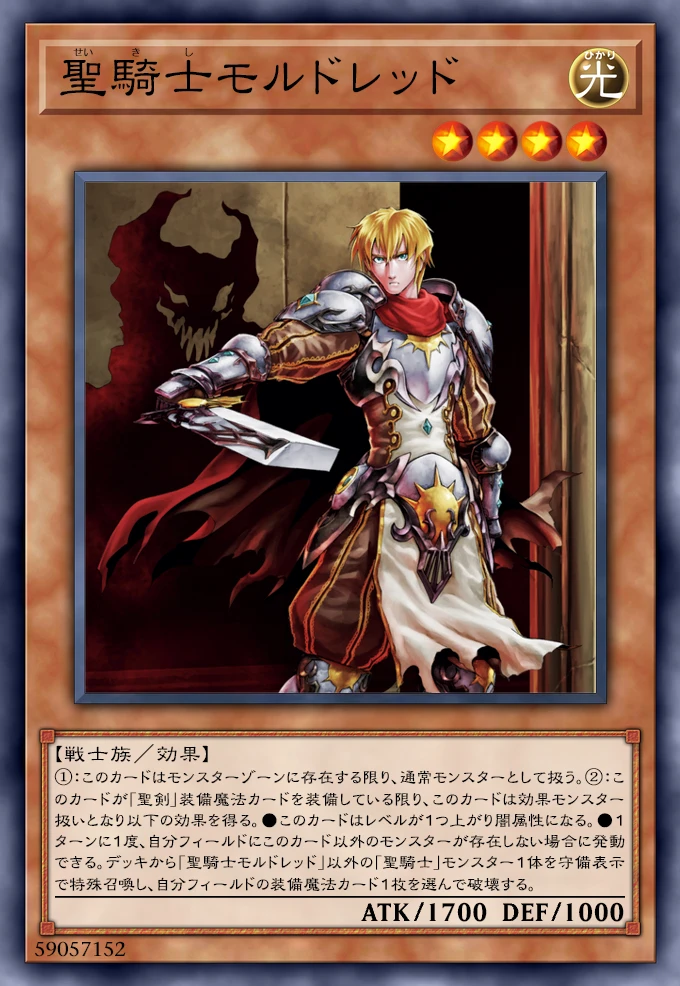 せい き し
聖騎士モルドレッド
ひかり
光
【戦士族／効果】
①：このカードはモンスターゾーンに存在する限り、通常モンスターとして扱う。②：こ
のカードが「聖剣」装備魔法カードを装備している限り、このカードは効果モンスター
扱いとなり以下の効果を得る。●このカードはレベルが1つ上がり闇属性になる。●1
ターンに1度、自分フィールドにこのカード以外のモンスターが存在しない場合に発動
できる。デッキから「聖騎士モルドレッド」以外の「聖騎士」モンスター1体を守備表示
で特殊召喚し、自分フィールドの装備魔法カード1枚を選んで破壊する。
ATK/1700 DEF/1000
59057152